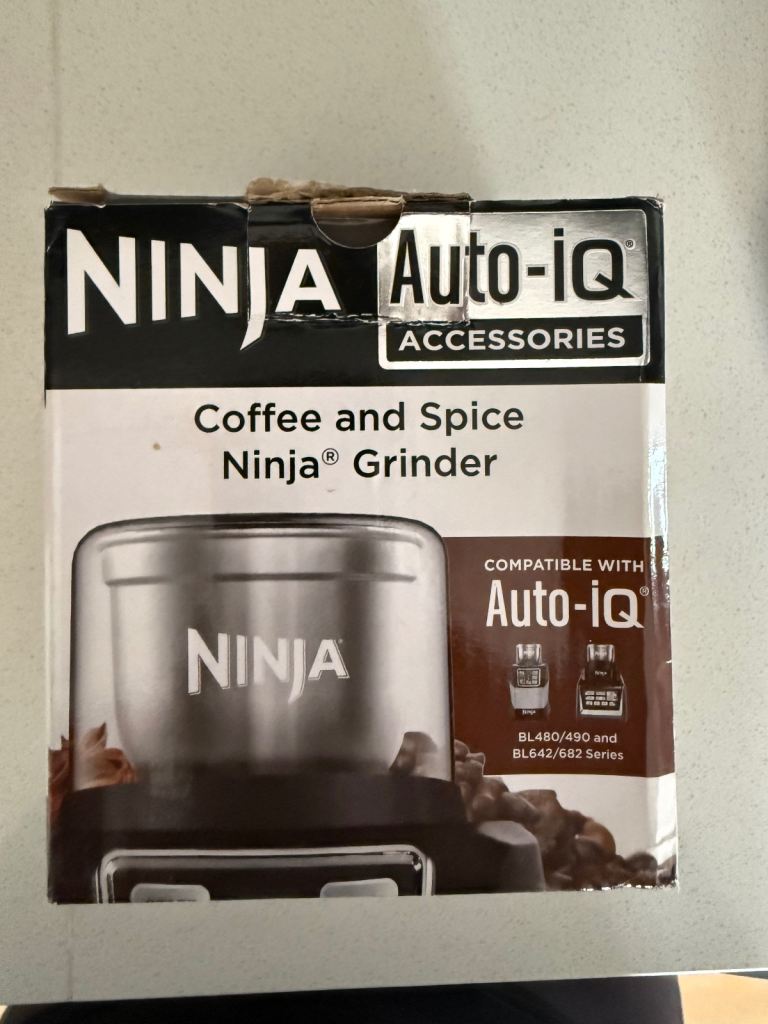 NINJA Auto-iQ®
ACCESSORIES
Coffee and Spice
Ninja® Grinder
COMPATIBLE WITH
Auto-iQ®
NINJA®
BL480/490 and
BL642/682 Series